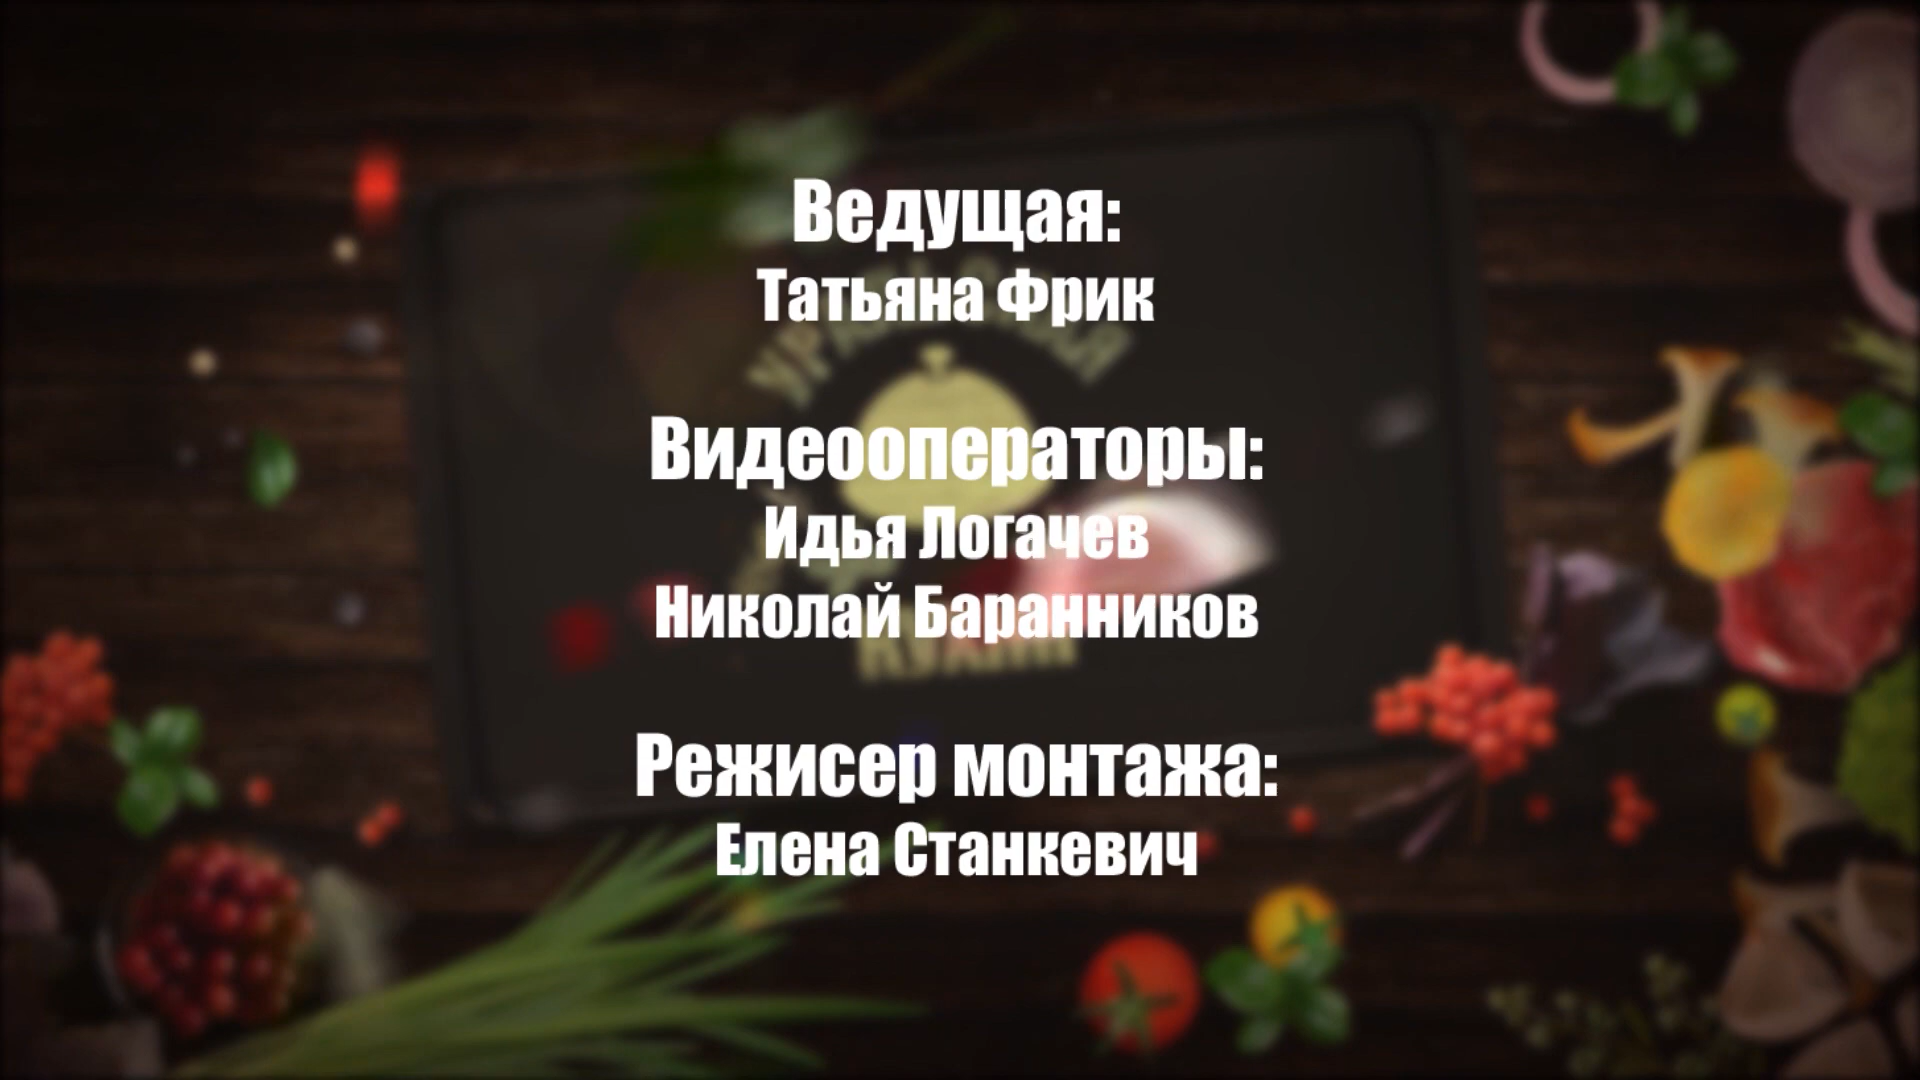 Ведущая:
Татьяна Фрик
Видеооператоры:
Идья Логачев
Николай Баранников
Режисер монтажа:
Елена Станкевич